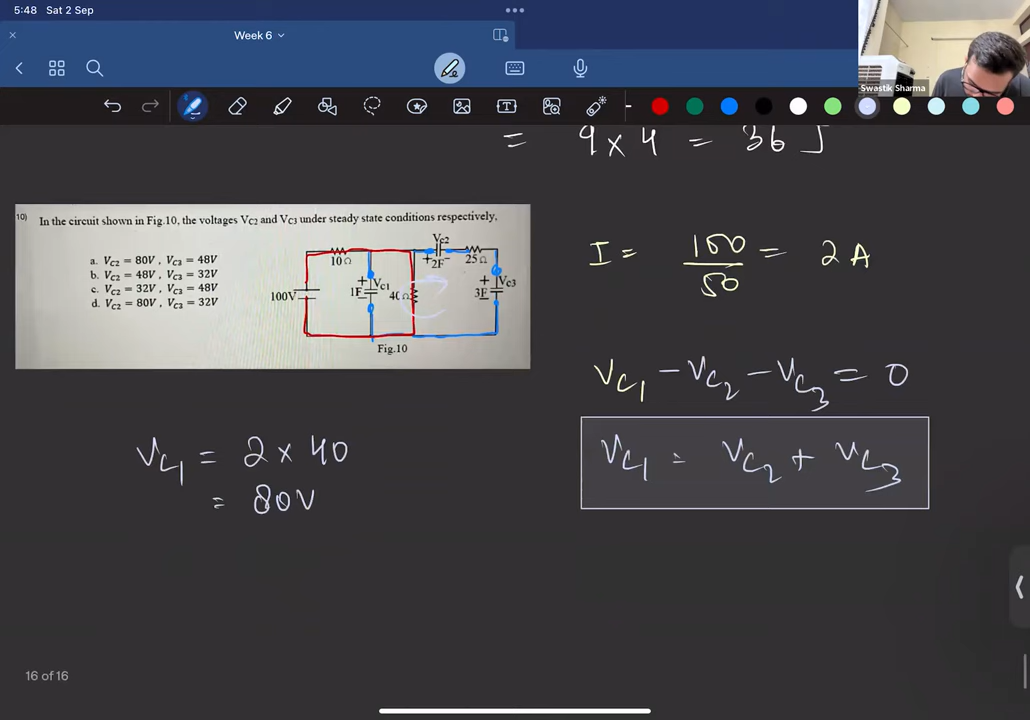 5:48 Sat 2 Sep
Week 6
Swastik Sharma
= 9 x 4 = 36 J
10) In the circuit shown in Fig.10, the voltages VC2 and VC3 under steady state conditions respectively,
a. VC2 = 80V, VC3 = 48V
b. VC2 = 48V, VC3 = 32V
c. VC2 = 32V, VC3 = 48V
d. VC2 = 80V, VC3 = 32V
100V
10Ω
1F
+
VC1
-
40Ω
Vc2
+2F-
25Ω
+
3F
-
Vc3
Fig.10
I = 100/50 = 2 A
VC1 - VC2 - VC3 = 0
VC1 = VC2 + VC3
VC1 = 2 x 40
= 80V
16 of 16